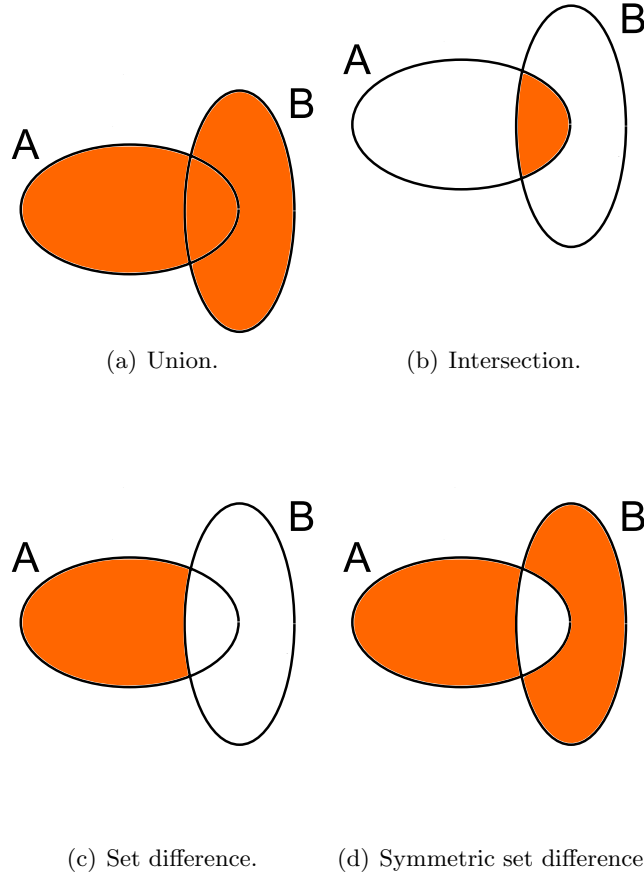 A
B
(a) Union.
A
B
(b) Intersection.
A
B
(c) Set difference.
A
B
(d) Symmetric set difference